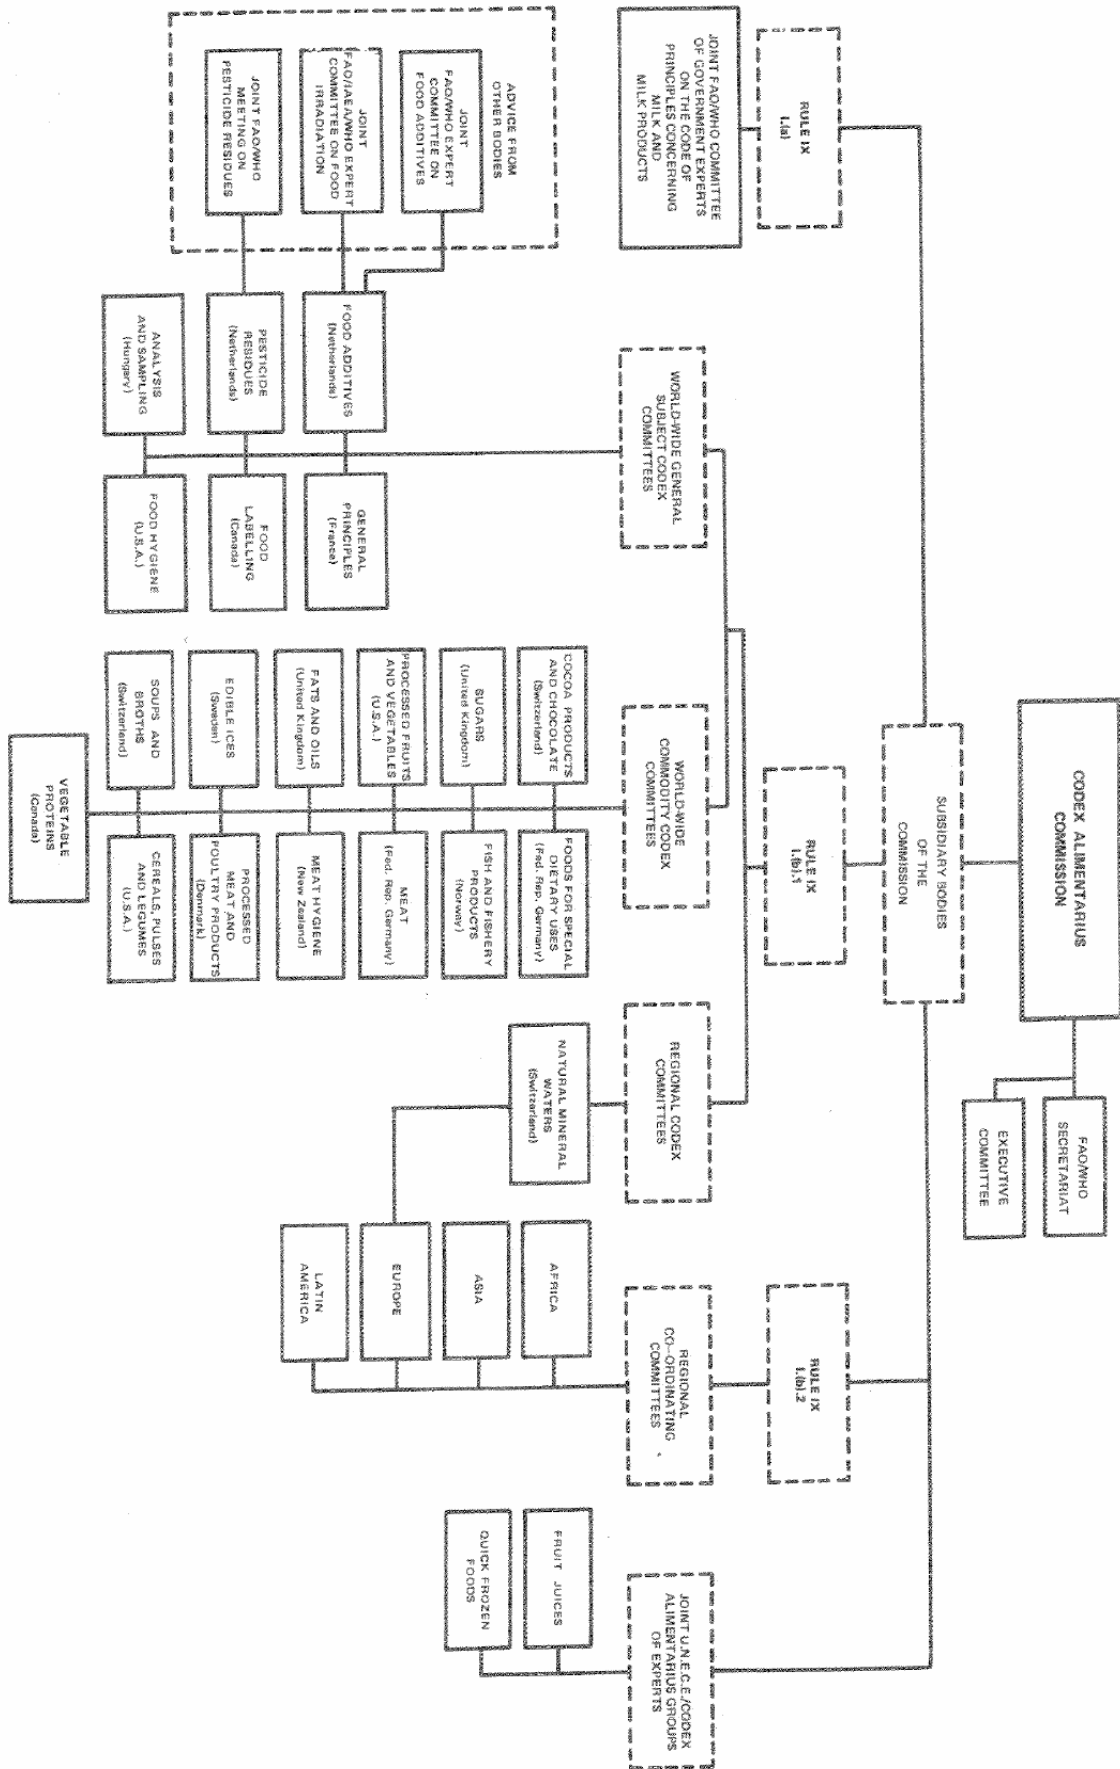 CODEX ALIMENTARIUS
COMMISSION
FAO/WHO
SECRETARIAT
EXECUTIVE
COMMITTEE
SUBSIDIARY BODIES
OF THE
COMMISSION
RULE IX
I.(a)
RULE IX
I.(b).1
RULE IX
I.(b).2
JOINT FAO/WHO COMMITTEE
OF GOVERNMENT EXPERTS
ON THE CODE OF
PRINCIPLES CONCERNING
MILK AND
MILK PRODUCTS
WORLD-WIDE GENERAL
SUBJECT CODEX
COMMITTEES
WORLD-WIDE
COMMODITY CODEX
COMMITTEES
REGIONAL CODEX
COMMITTEES
REGIONAL
CO-ORDINATING
COMMITTEES
JOINT U.N.E.C.E./CODEX
ALIMENTARIUS GROUPS
OF EXPERTS
ADVICE FROM
OTHER BODIES
JOINT
FAO/WHO EXPERT
COMMITTEE ON
FOOD ADDITIVES
JOINT
FAO/IAEA/WHO EXPERT
COMMITTEE ON FOOD
IRRADIATION
JOINT FAO/WHO
MEETING ON
PESTICIDE RESIDUES
FOOD ADDITIVES
(Netherlands)
GENERAL
PRINCIPLES
(France)
PESTICIDE
RESIDUES
(Netherlands)
FOOD
LABELLING
(Canada)
ANALYSIS
AND SAMPLING
(Hungary)
FOOD HYGIENE
(U.S.A.)
COCOA PRODUCTS
AND CHOCOLATE
(Switzerland)
FOODS FOR SPECIAL
DIETARY USES
(Fed. Rep. Germany)
SUGARS
(United Kingdom)
FISH AND FISHERY
PRODUCTS
(Norway)
PROCESSED FRUITS
AND VEGETABLES
(U.S.A.)
MEAT
(Fed. Rep. Germany)
FATS AND OILS
(United Kingdom)
MEAT HYGIENE
(New Zealand)
EDIBLE ICES
(Sweden)
PROCESSED
MEAT AND
POULTRY PRODUCTS
(Denmark)
SOUPS AND
BROTHS
(Switzerland)
CEREALS, PULSES
AND LEGUMES
(U.S.A.)
VEGETABLE
PROTEINS
(Canada)
NATURAL MINERAL
WATERS
(Switzerland)
AFRICA
ASIA
EUROPE
LATIN
AMERICA
FRUIT JUICES
QUICK FROZEN
FOODS